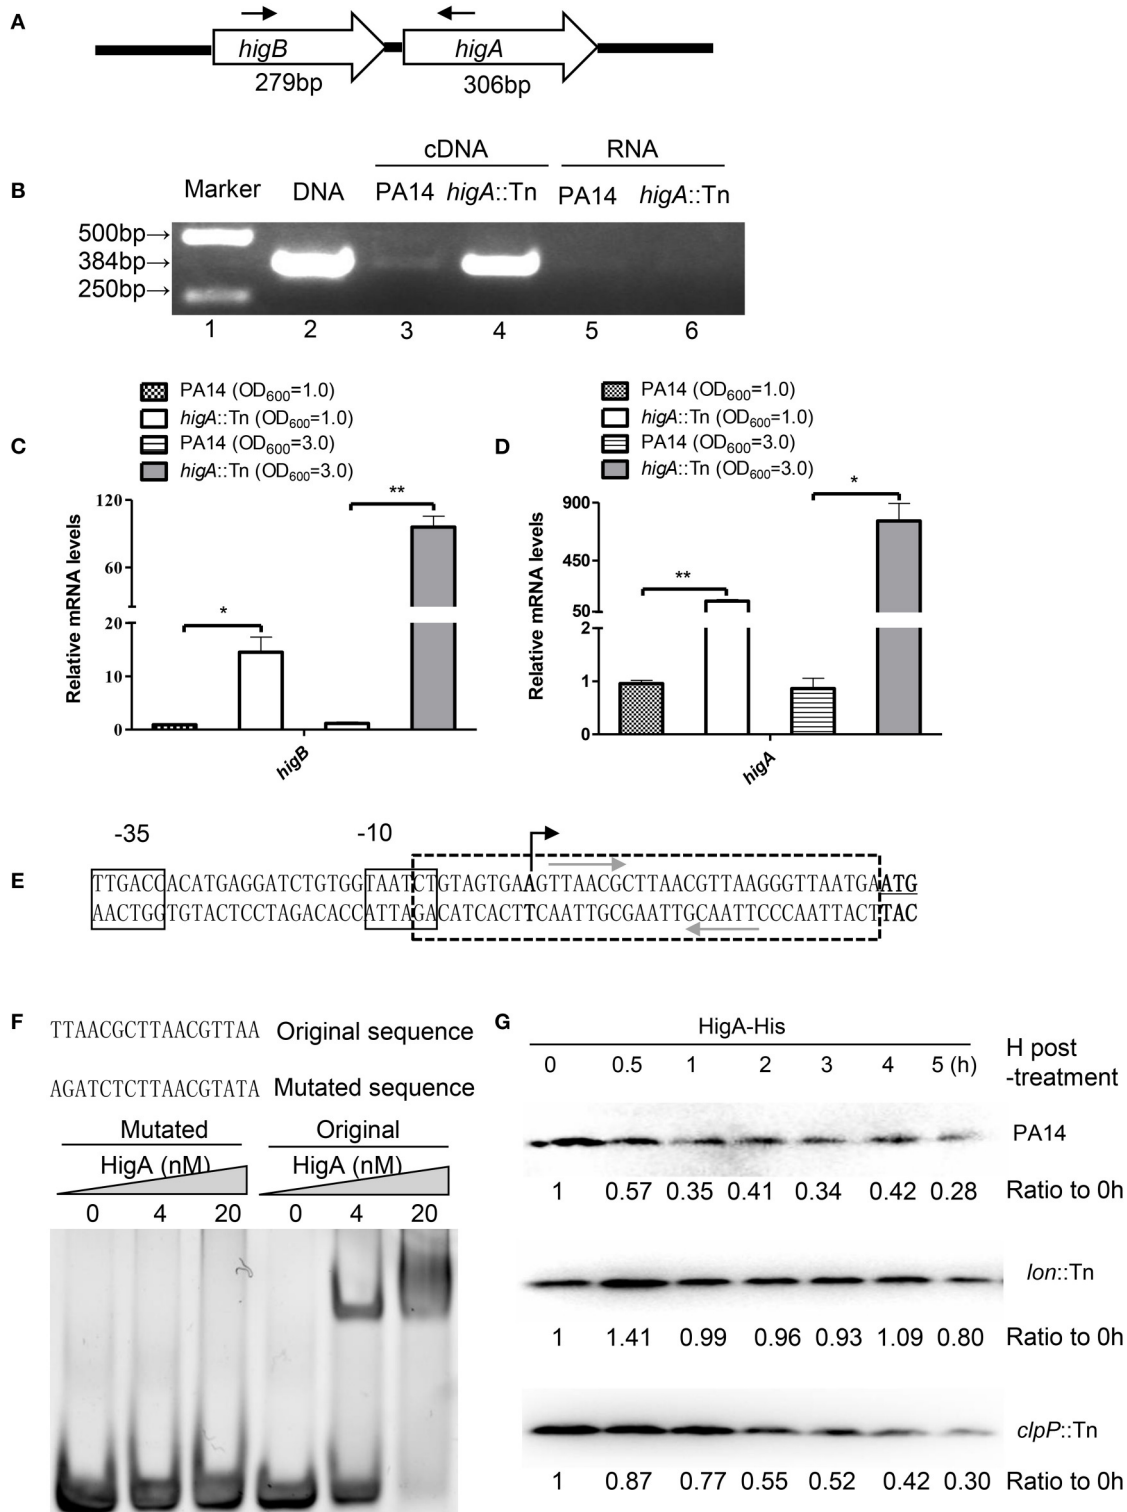 A
higB
higA
279bp
306bp
B
cDNA
RNA
Marker
DNA
PA14
higA::Tn
PA14
higA::Tn
500bp→
384bp→
250bp→
1
2
3
4
5
6
C
PA14 (OD600=1.0)
higA::Tn (OD600=1.0)
PA14 (OD600=3.0)
higA::Tn (OD600=3.0)
Relative mRNA levels
120
60
20
10
0
*
**
higB
D
PA14 (OD600=1.0)
higA::Tn (OD600=1.0)
PA14 (OD600=3.0)
higA::Tn (OD600=3.0)
Relative mRNA levels
900
450
50
2
1
0
**
*
higA
E
-35
-10
TTGACCACATGAGGATCTGTGGTAATCTGTAGTGAAGTTAACGCTTAACGTTAAGGGTTAATGAATG
AACTGGTGTACTCCTAGACACCATTAGACATCACTTCAATTGCGAATTGCAATTCCCAATTACTTAC
F
TTAACGCTTAACGTTAA Original sequence
AGATCTCTTAACGTATA Mutated sequence
Mutated
Original
HigA (nM)
HigA (nM)
0 4 20 0 4 20
G
HigA-His
0 0.5 1 2 3 4 5 (h)
H post
-treatment
PA14
1 0.57 0.35 0.41 0.34 0.42 0.28 Ratio to 0h
lon::Tn
1 1.41 0.99 0.96 0.93 1.09 0.80 Ratio to 0h
clpP::Tn
1 0.87 0.77 0.55 0.52 0.42 0.30 Ratio to 0h